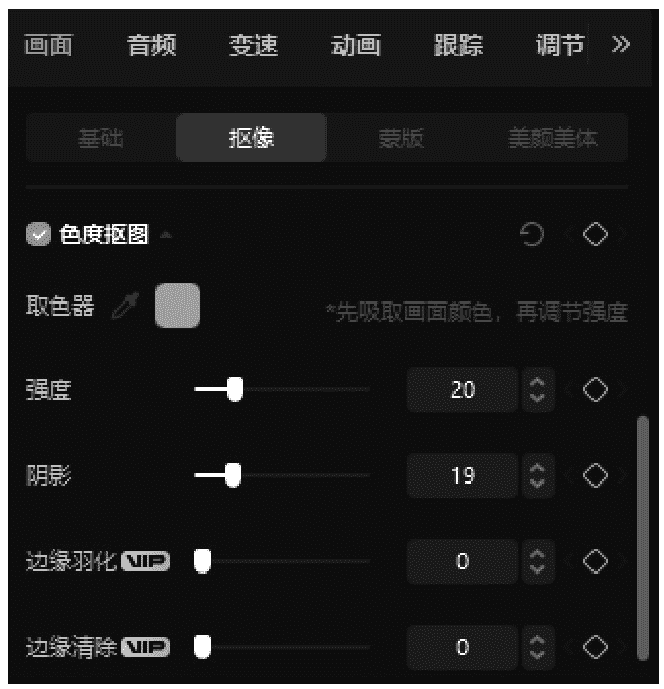 画面 音频 变速 动画 跟踪 调节 »
基础 抠像 蒙版 美颜美体
色度抠图
取色器 *先吸取画面颜色，再调节强度
强度 20
阴影 19
边缘羽化 VIP 0
边缘清除 VIP 0